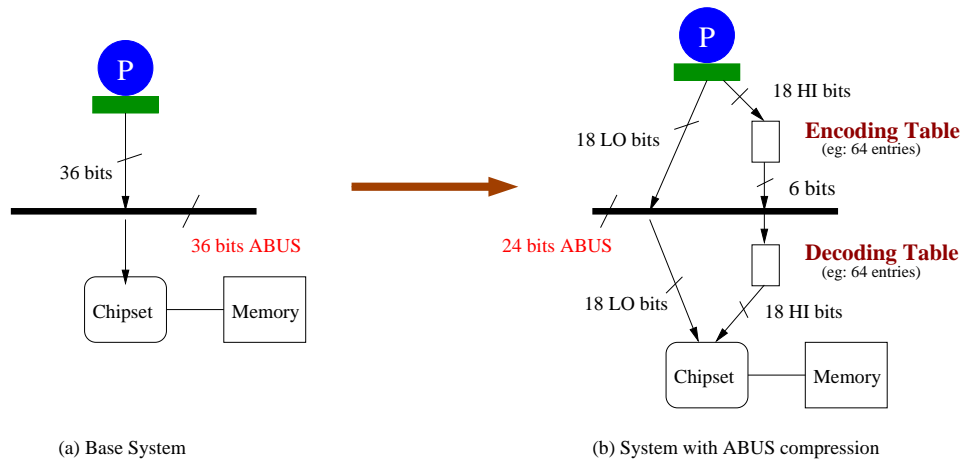 P
36 bits
36 bits ABUS
Chipset
Memory
(a) Base System
P
18 HI bits
18 LO bits
Encoding Table
(eg: 64 entries)
6 bits
24 bits ABUS
Decoding Table
(eg: 64 entries)
18 LO bits
18 HI bits
Chipset
Memory
(b) System with ABUS compression